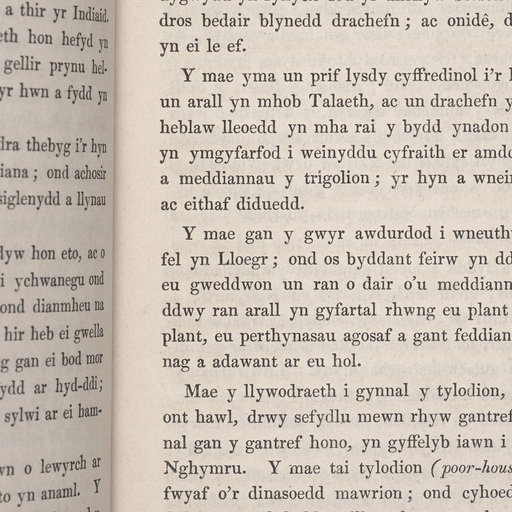 a thir yr Indiaid.
eth hon hefyd yn
gellir prynu hel-
yr hwn a fydd yn
dra thebyg i'r hyn
iana; ond achosir
siglenydd a llynau
lyw hon eto, ac o
i ychwanegu ond
ond dianmheu na
hir heb ei gwella
g gan ei bod mor
ydd ar hyd-ddi;
sylwi ar ei ham-
vn o lewyrch ar
to yn anaml. Y
dros bedair blynedd drachefn; ac onidê, d
yn ei le ef.
Y mae yma un prif lysdy cyffredinol i'r
un arall yn mhob Talaeth, ac un drachefn y
heblaw lleoedd yn mha rai y bydd ynadon
yn ymgyfarfod i weinyddu cyfraith er amd
a meddiannau y trigolion; yr hyn a wnei
ac eithaf diduedd.
Y mae gan y gwyr awdurdod i wneuth
fel yn Lloegr; ond os byddant feirw yn dd
eu gweddwon un ran o dair o'u meddiann
ddwy ran arall yn gyfartal rhwng eu plant
plant, eu perthynasau agosaf a gant feddian
nag a adawant ar eu hol.
Mae y llywodraeth i gynnal y tylodion,
ont hawl, drwy sefydlu mewn rhyw gantref
nal gan y gantref hono, yn gyffelyb iawn i
Nghymru. Y mae tai tylodion (poor-hous
fwyaf o'r dinasoedd mawrion; ond cyhoed